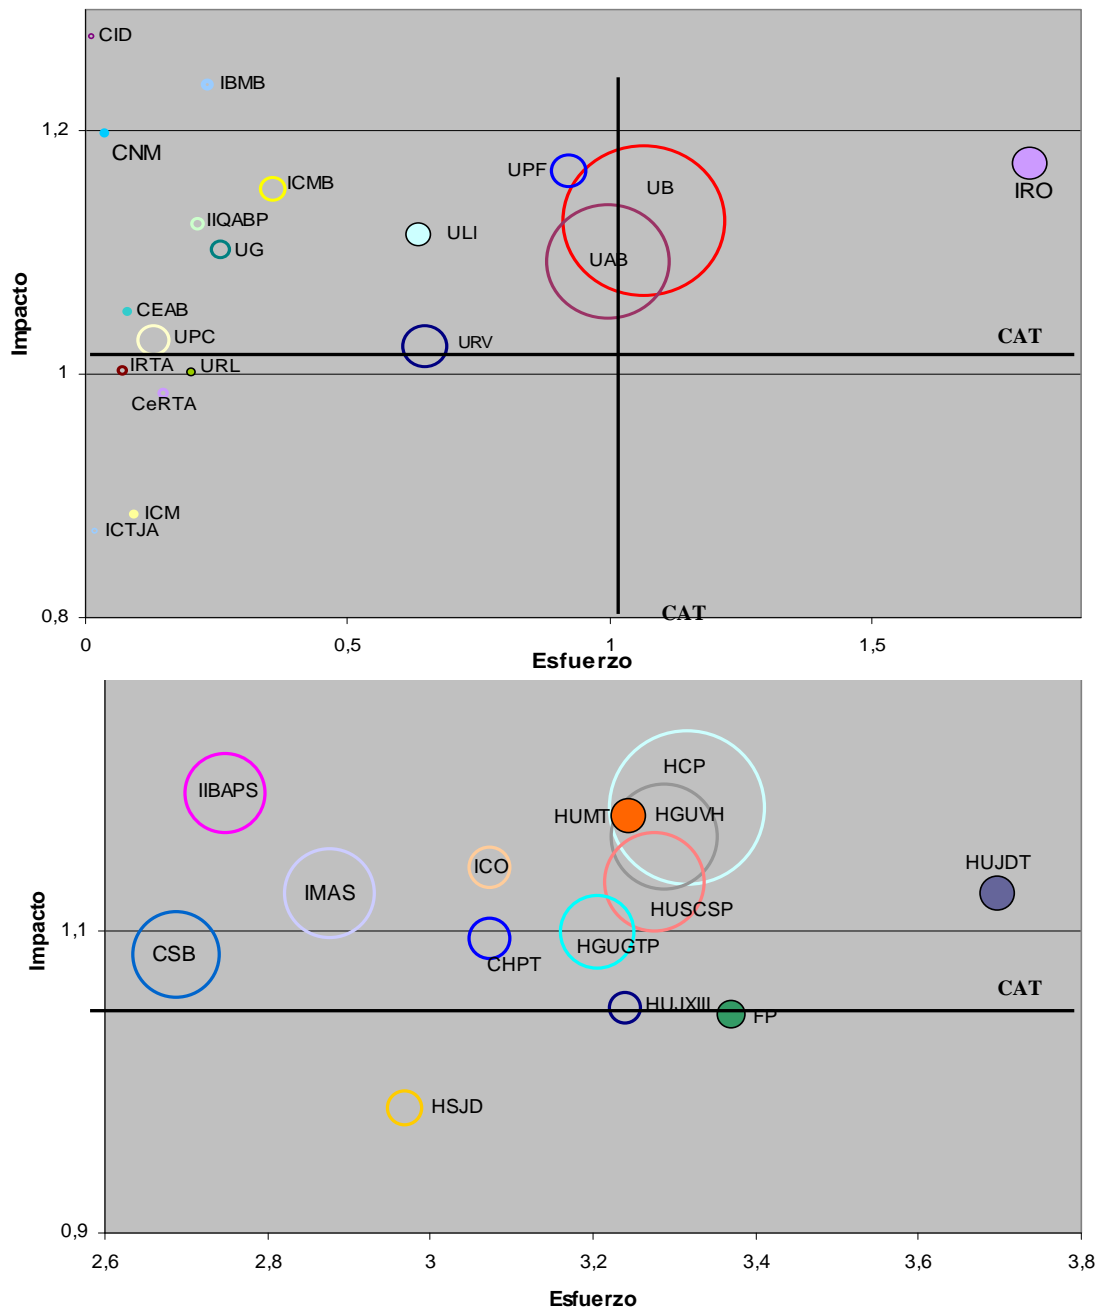 CID
IBMB
1,2
CNM
UPF
ICMB
UB
IRO
IIQABP
ULI
UG
UAB
Impacto
CEAB
UPC
URV
CAT
IRTA
URL
1
CeRTA
ICM
ICTJA
CAT
0,8
0
0,5
1
1,5
Esfuerzo
HCP
IIBAPS
HUMT
HGUVH
ICO
HUJDT
IMAS
HUSCSP
1,1
CSB
HGUGTP
CHPT
Impacto
CAT
HUJXIII
FP
HSJD
0,9
2,6
2,8
3
3,2
3,4
3,6
3,8
Esfuerzo